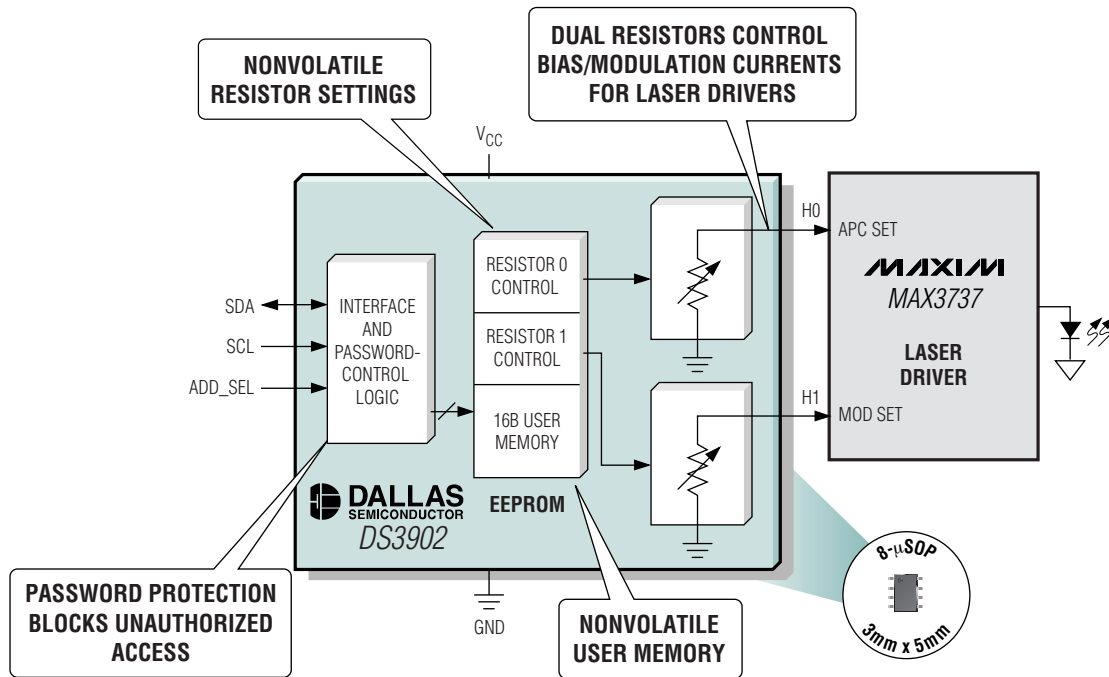 NONVOLATILE
RESISTOR SETTINGS
DUAL RESISTORS CONTROL
BIAS/MODULATION CURRENTS
FOR LASER DRIVERS
VCC
H0
APC SET
MAXIM
MAX3737
LASER
DRIVER
H1
MOD SET
SDA
SCL
ADD_SEL
INTERFACE
AND
PASSWORD-
CONTROL
LOGIC
RESISTOR 0
CONTROL
RESISTOR 1
CONTROL
16B USER
MEMORY
EEPROM
DALLAS
SEMICONDUCTOR
DS3902
PASSWORD PROTECTION
BLOCKS UNAUTHORIZED
ACCESS
GND
NONVOLATILE
USER MEMORY
8-µSOP
3mm x 5mm